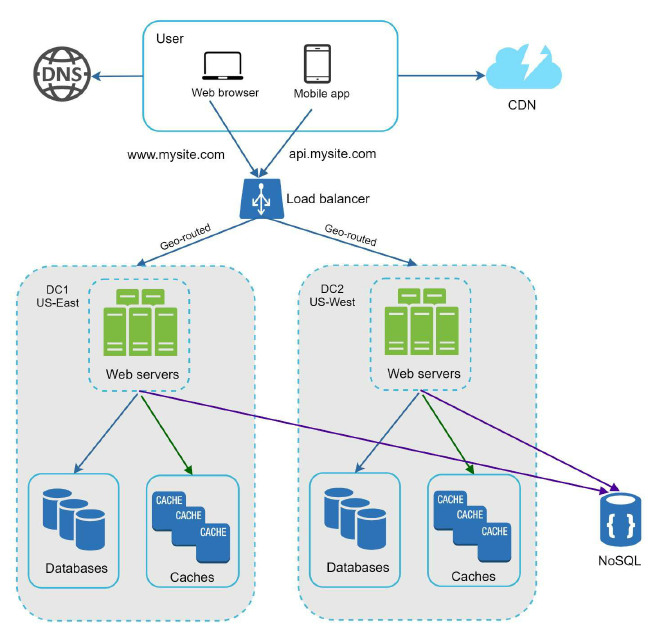 User
DNS
Web browser
Mobile app
CDN
www.mysite.com
api.mysite.com
Load balancer
Geo-routed
Geo-routed
DC1
US-East
Web servers
DC2
US-West
Web servers
CACHE
CACHE
CACHE
Databases
Caches
CACHE
CACHE
CACHE
Databases
Caches
{ }
NoSQL